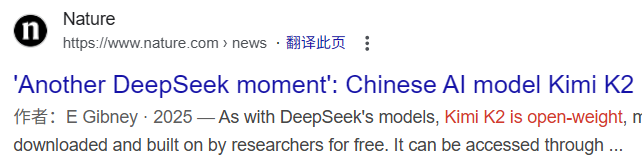 n
Nature
https://www.nature.com › news · 翻译此页
'Another DeepSeek moment': Chinese AI model Kimi K2
作者：E Gibney · 2025 — As with DeepSeek's models, Kimi K2 is open-weight, m
downloaded and built on by researchers for free. It can be accessed through ...